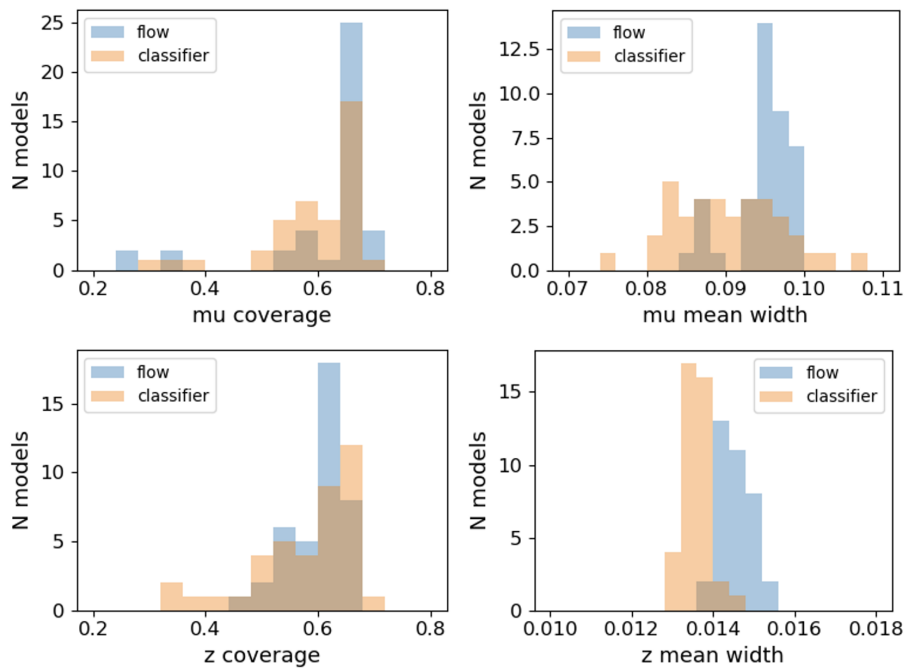 25
20
15
10
5
0
N models
flow
classifier
0.2 0.4 0.6 0.8
mu coverage
12.5
10.0
7.5
5.0
2.5
0.0
N models
flow
classifier
0.07 0.08 0.09 0.10 0.11
mu mean width
15
10
5
0
N models
flow
classifier
0.2 0.4 0.6 0.8
z coverage
15
10
5
0
N models
flow
classifier
0.010 0.012 0.014 0.016 0.018
z mean width